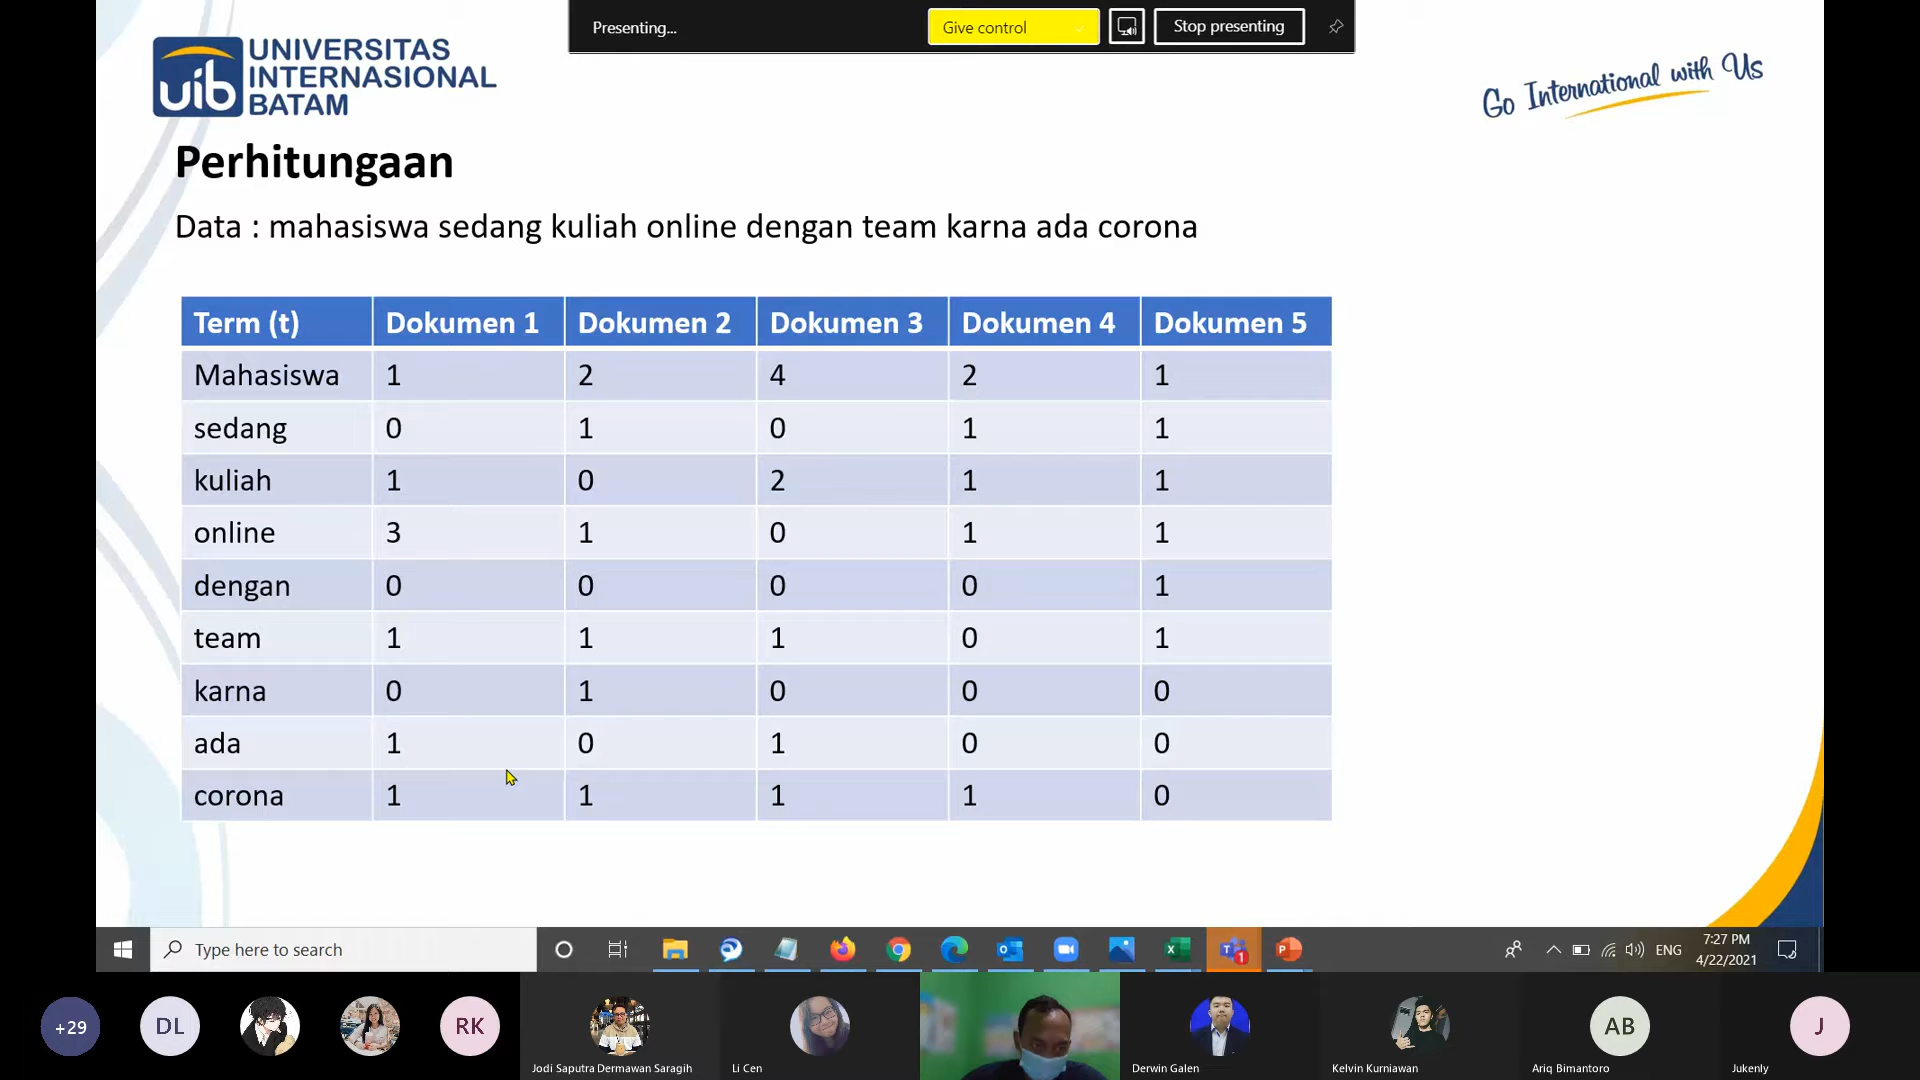 Presenting...
Give control
Stop presenting
uib
UNIVERSITAS
INTERNASIONAL
BATAM
Go International with Us
Perhitungaan
Data : mahasiswa sedang kuliah online dengan team karna ada corona
Term (t) Dokumen 1 Dokumen 2 Dokumen 3 Dokumen 4 Dokumen 5
Mahasiswa 1 2 4 2 1
sedang 0 1 0 1 1
kuliah 1 0 2 1 1
online 3 1 0 1 1
dengan 0 0 0 0 1
team 1 1 1 0 1
karna 0 1 0 0 0
ada 1 0 1 0 0
corona 1 1 1 1 0
Type here to search
1
ENG
7:27 PM
4/22/2021
+29
DL
RK
AB
J
Jodi Saputra Dermawan Saragih
Li Cen
Derwin Galen
Kelvin Kurniawan
Ariq Bimantoro
Jukenly